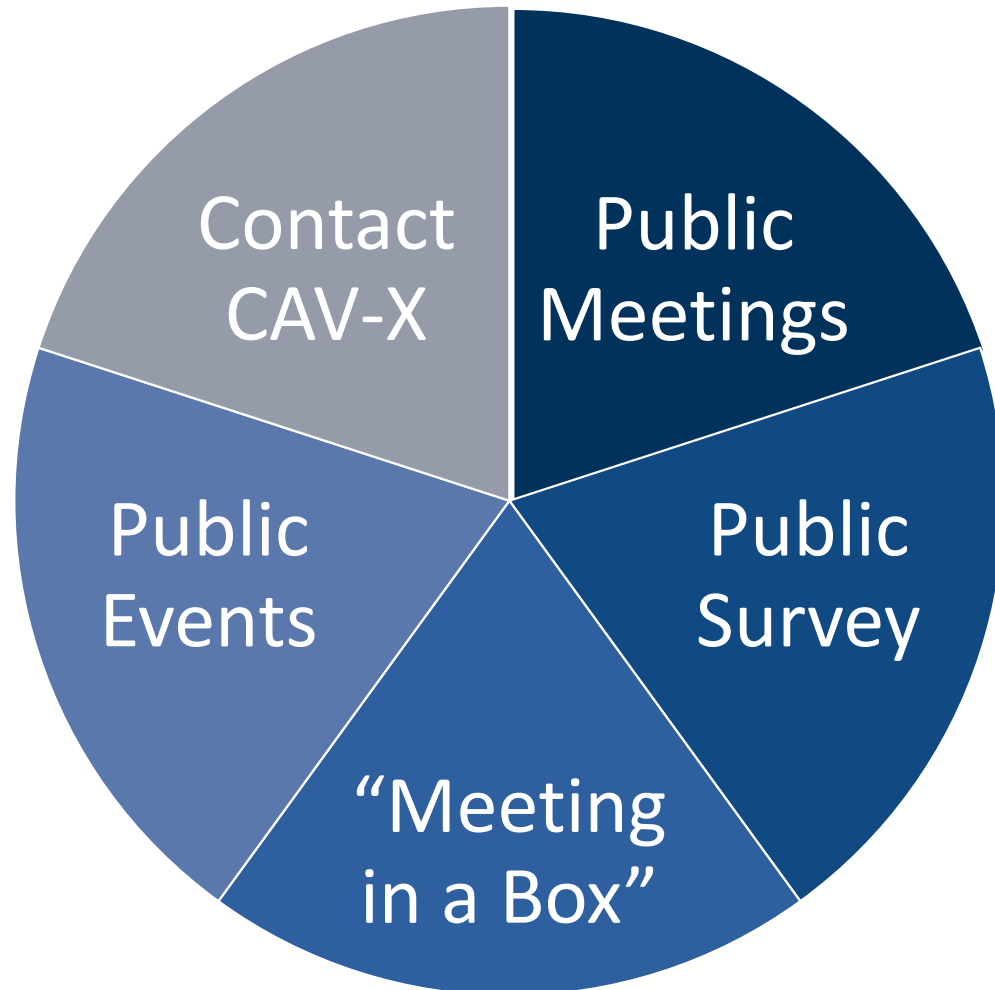 Contact
CAV-X
Public
Meetings
Public
Events
Public
Survey
“Meeting
in a Box”